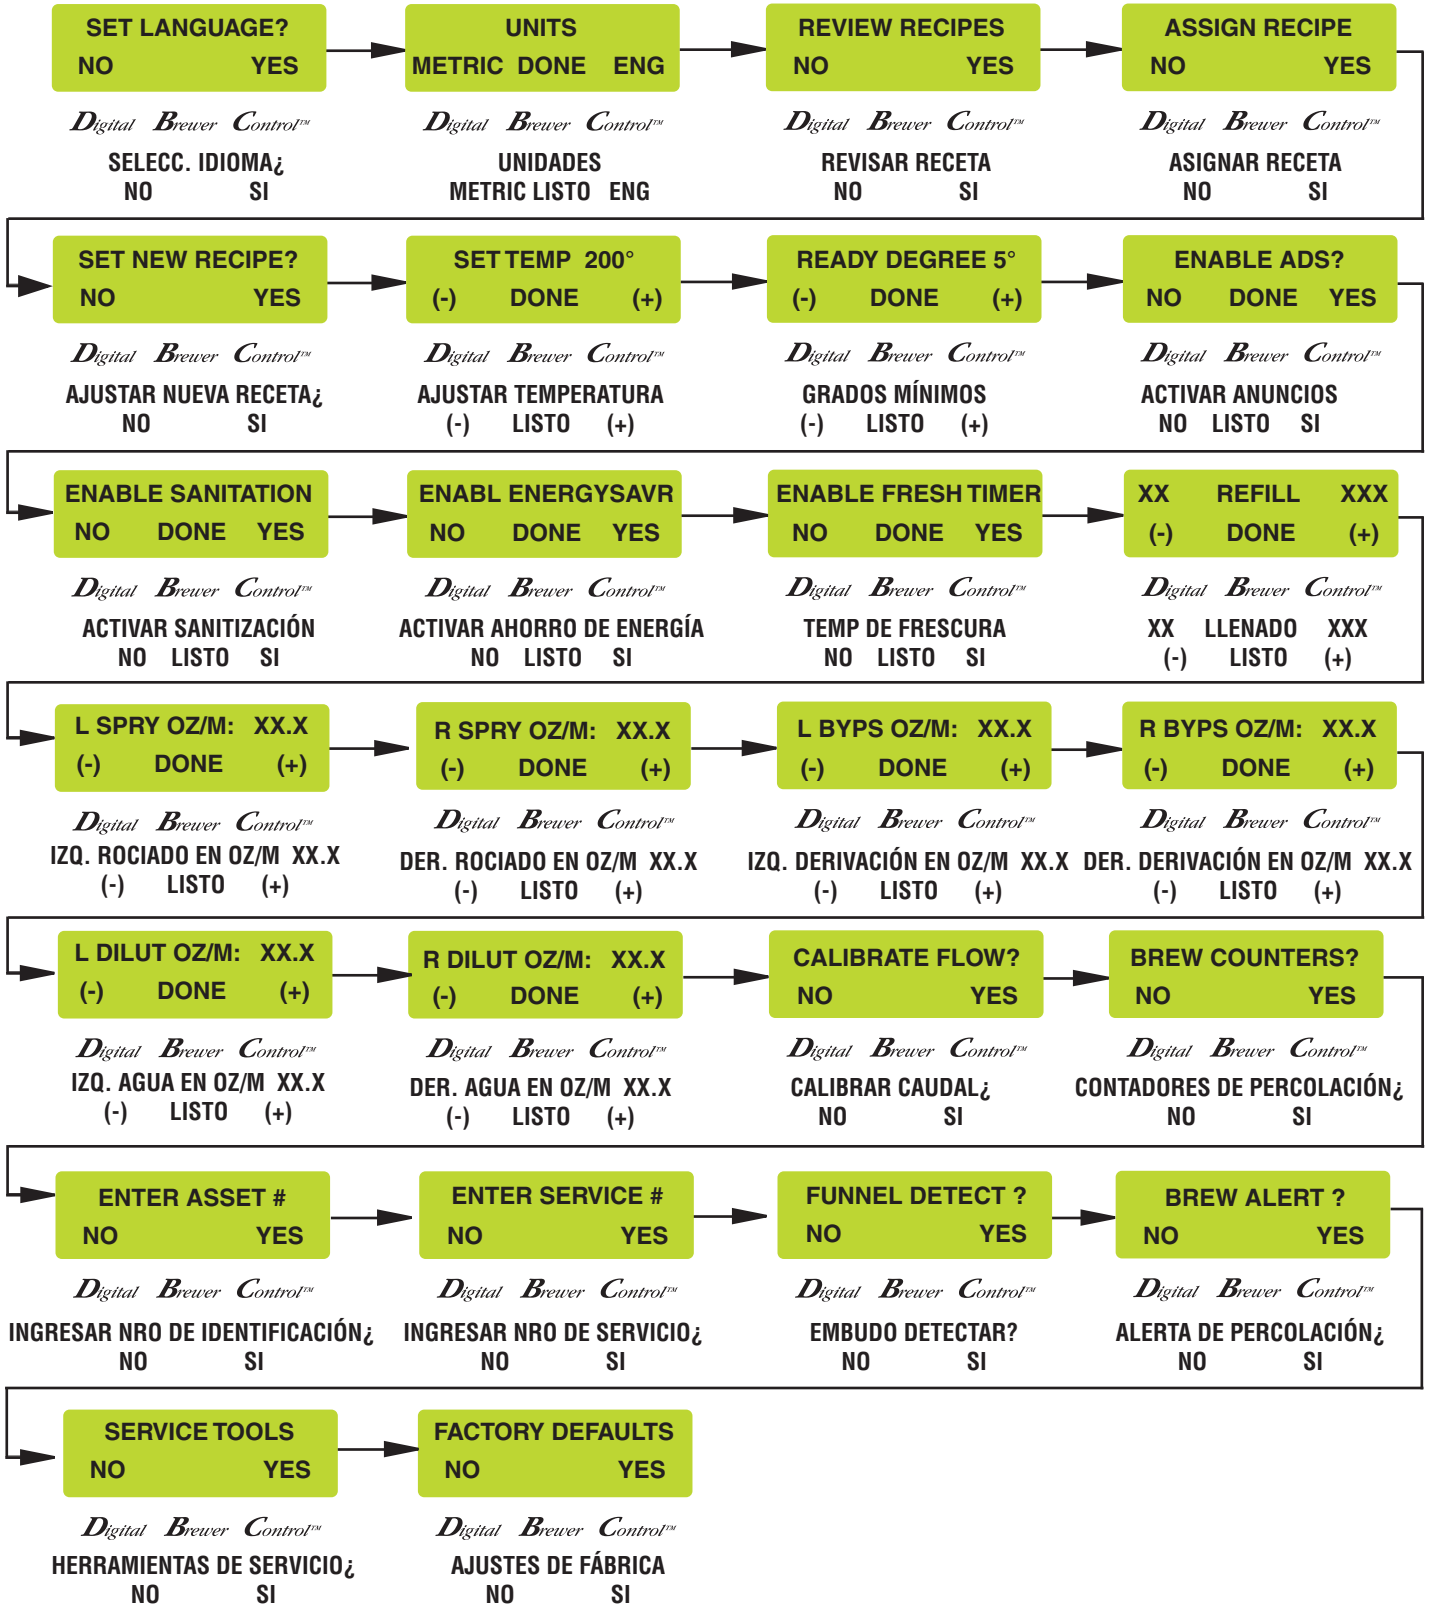 SET LANGUAGE?
NO YES
Digital Brewer Control™
SELECC. IDIOMA¿
NO SI
UNITS
METRIC DONE ENG
Digital Brewer Control™
UNIDADES
METRIC LISTO ENG
REVIEW RECIPES
NO YES
Digital Brewer Control™
REVISAR RECETA
NO SI
ASSIGN RECIPE
NO YES
Digital Brewer Control™
ASIGNAR RECETA
NO SI
SET NEW RECIPE?
NO YES
Digital Brewer Control™
AJUSTAR NUEVA RECETA¿
NO SI
SET TEMP 200°
(-) DONE (+)
Digital Brewer Control™
AJUSTAR TEMPERATURA
(-) LISTO (+)
READY DEGREE 5°
(-) DONE (+)
Digital Brewer Control™
GRADOS MÍNIMOS
(-) LISTO (+)
ENABLE ADS?
NO DONE YES
Digital Brewer Control™
ACTIVAR ANUNCIOS
NO LISTO SI
ENABLE SANITATION
NO DONE YES
Digital Brewer Control™
ACTIVAR SANITIZACIÓN
NO LISTO SI
ENABL ENERGYSAVR
NO DONE YES
Digital Brewer Control™
ACTIVAR AHORRO DE ENERGÍA
NO LISTO SI
ENABLE FRESH TIMER
NO DONE YES
Digital Brewer Control™
TEMP DE FRESCURA
NO LISTO SI
XX REFILL XXX
(-) DONE (+)
Digital Brewer Control™
XX LLENADO XXX
(-) LISTO (+)
L SPRY OZ/M: XX.X
(-) DONE (+)
Digital Brewer Control™
IZQ. ROCIADO EN OZ/M XX.X
(-) LISTO (+)
R SPRY OZ/M: XX.X
(-) DONE (+)
Digital Brewer Control™
DER. ROCIADO EN OZ/M XX.X
(-) LISTO (+)
L BYPS OZ/M: XX.X
(-) DONE (+)
Digital Brewer Control™
IZQ. DERIVACIÓN EN OZ/M XX.X
(-) LISTO (+)
R BYPS OZ/M: XX.X
(-) DONE (+)
Digital Brewer Control™
DER. DERIVACIÓN EN OZ/M XX.X
(-) LISTO (+)
L DILUT OZ/M: XX.X
(-) DONE (+)
Digital Brewer Control™
IZQ. AGUA EN OZ/M XX.X
(-) LISTO (+)
R DILUT OZ/M: XX.X
(-) DONE (+)
Digital Brewer Control™
DER. AGUA EN OZ/M XX.X
(-) LISTO (+)
CALIBRATE FLOW?
NO YES
Digital Brewer Control™
CALIBRAR CAUDAL¿
NO SI
BREW COUNTERS?
NO YES
Digital Brewer Control™
CONTADORES DE PERCOLACIÓN¿
NO SI
ENTER ASSET #
NO YES
Digital Brewer Control™
INGRESAR NRO DE IDENTIFICACIÓN¿
NO SI
ENTER SERVICE #
NO YES
Digital Brewer Control™
INGRESAR NRO DE SERVICIO¿
NO SI
FUNNEL DETECT ?
NO YES
Digital Brewer Control™
EMBUDO DETECTAR?
NO SI
BREW ALERT ?
NO YES
Digital Brewer Control™
ALERTA DE PERCOLACIÓN¿
NO SI
SERVICE TOOLS
NO YES
Digital Brewer Control™
HERRAMIENTAS DE SERVICIO¿
NO SI
FACTORY DEFAULTS
NO YES
Digital Brewer Control™
AJUSTES DE FÁBRICA
NO SI